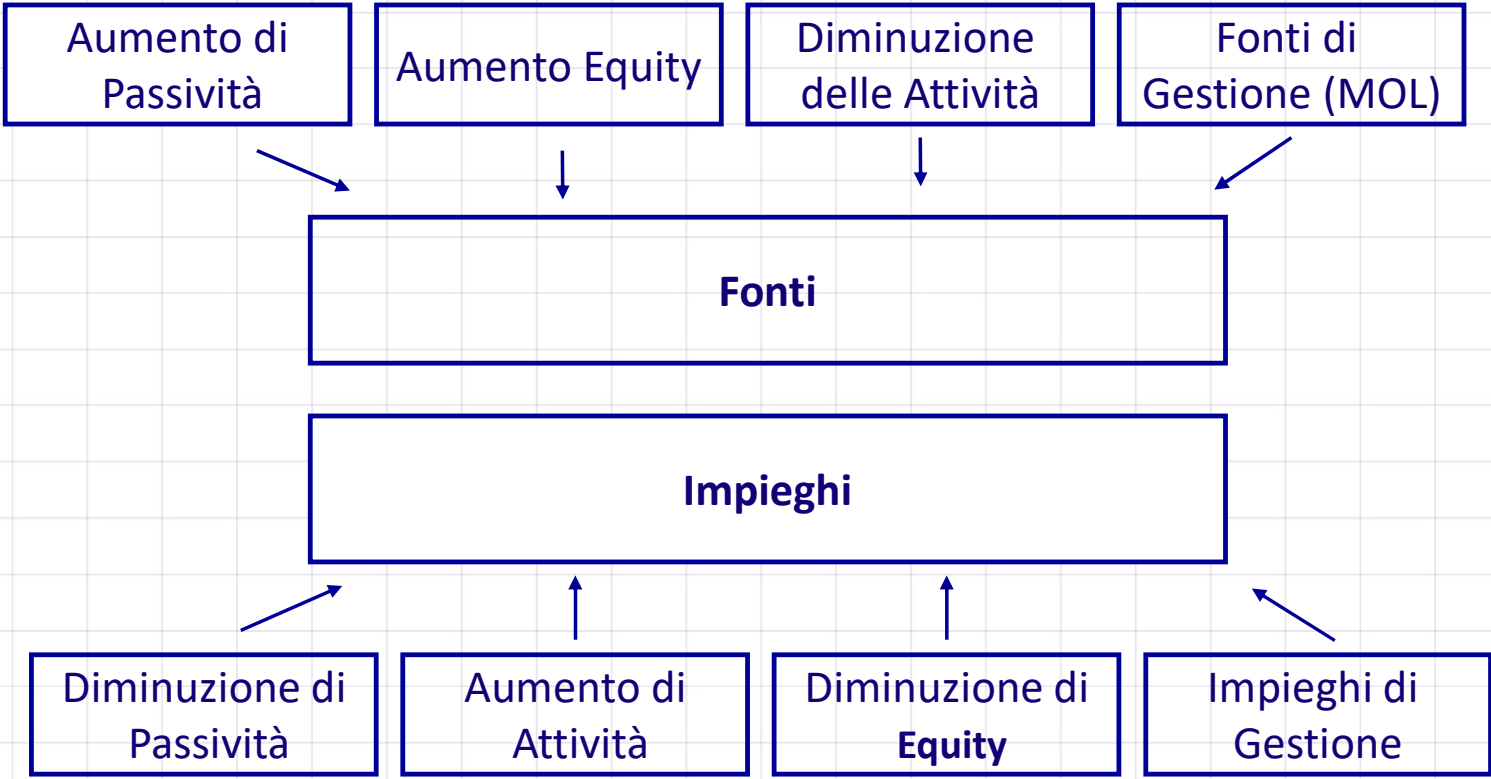 Aumento di
Passività
Aumento Equity
Diminuzione
delle Attività
Fonti di
Gestione (MOL)
Fonti
Impieghi
Diminuzione di
Passività
Aumento di
Attività
Diminuzione di
Equity
Impieghi di
Gestione